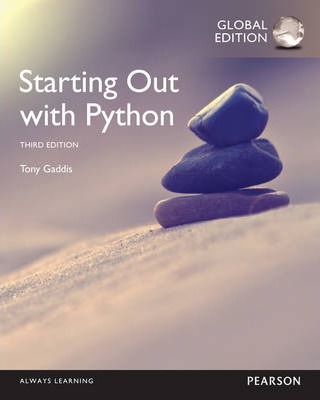 GLOBAL
EDITION
Starting Out
with Python
THIRD EDITION
Tony Gaddis
ALWAYS LEARNING
PEARSON